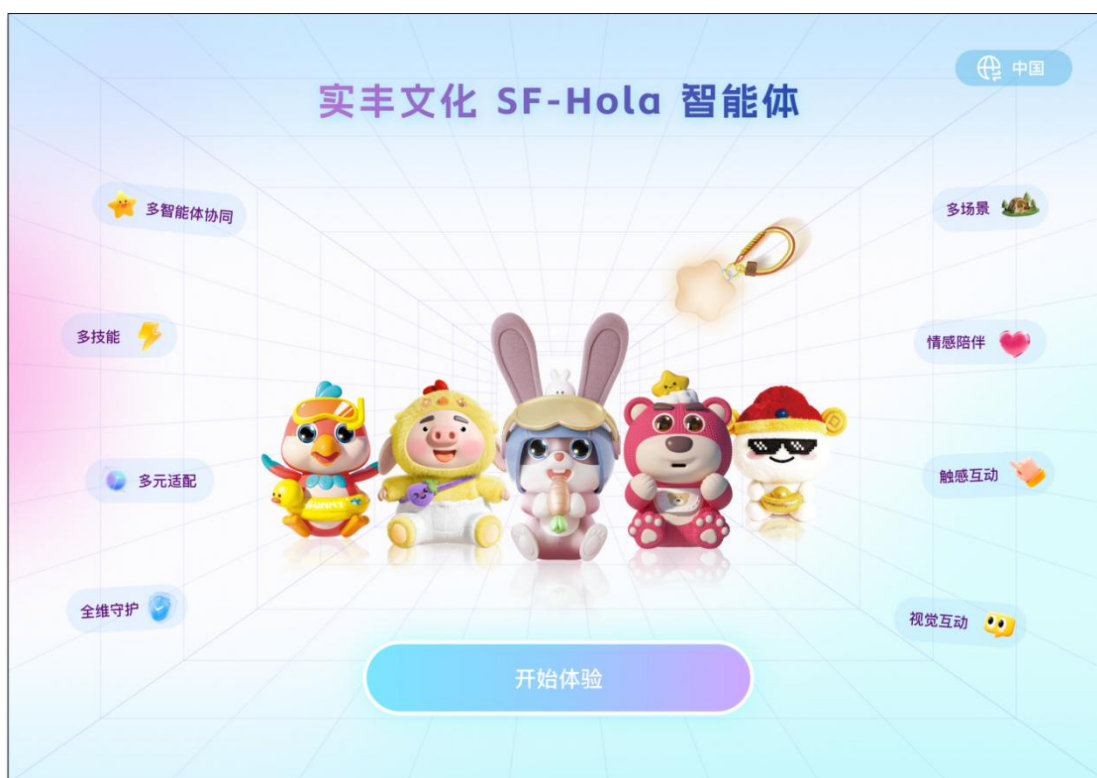 中国
实丰文化 SF-Hola 智能体
多智能体协同
多场景
多技能
情感陪伴
多元适配
触感互动
全维守护
视觉互动
开始体验